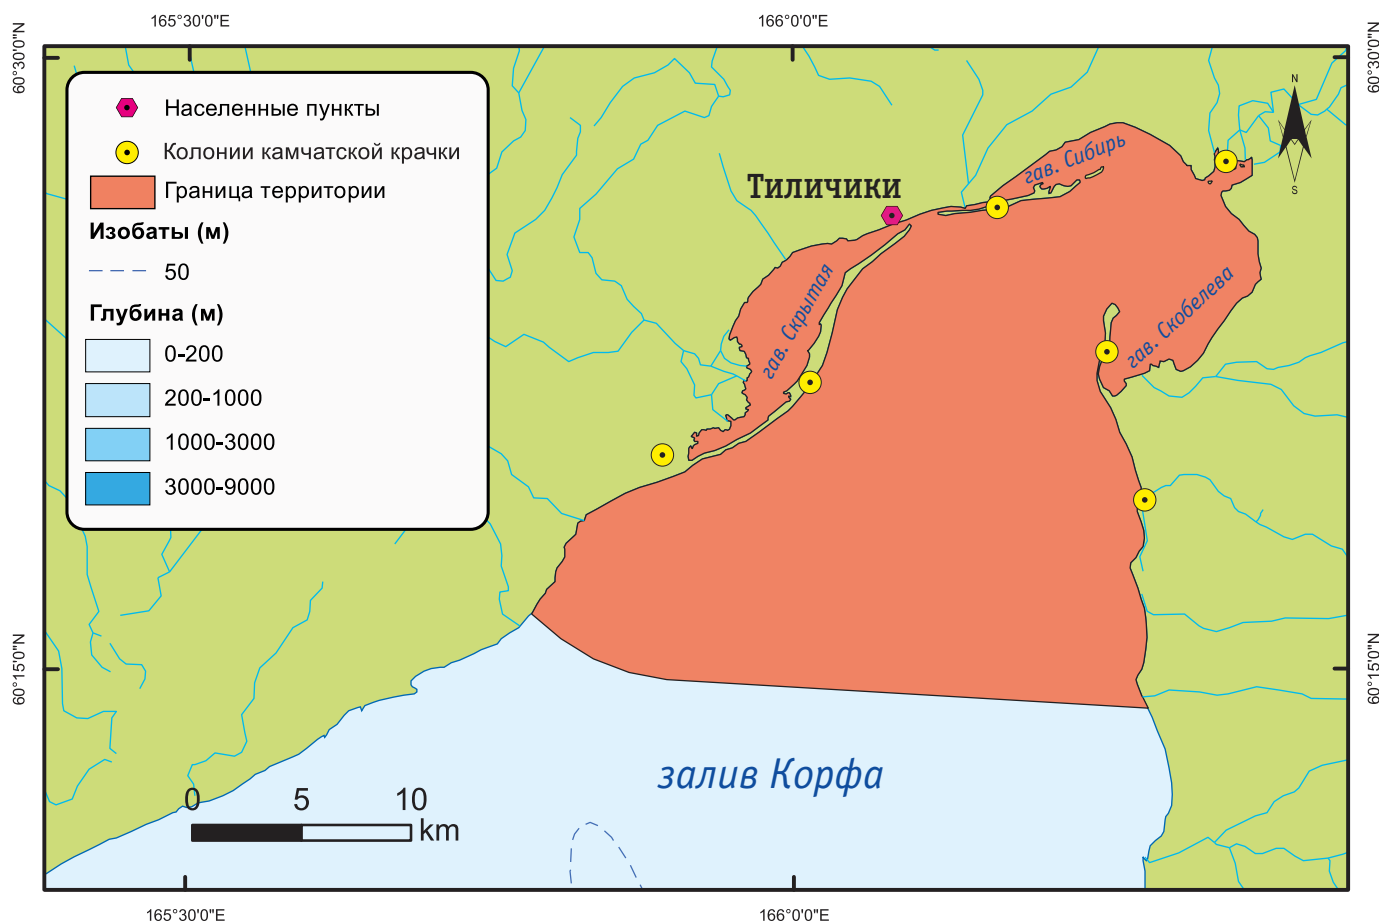 165°30'0"E
166°0'0"E
60°30'0"N
60°30'0"N
N
S
Населенные пункты
Колонии камчатской крачки
Граница территории
Изобаты (м)
50
Глубина (м)
0-200
200-1000
1000-3000
3000-9000
гав. Сибирь
Тиличики
гав. Скрытая
гав. Скобелева
60°15'0"N
60°15'0"N
залив Корфа
0 5 10
km
165°30'0"E
166°0'0"E